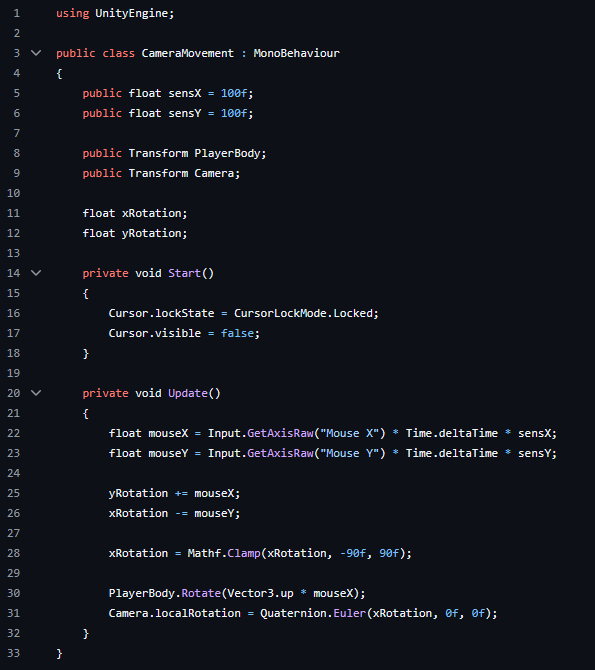 1 using UnityEngine;
2
3 public class CameraMovement : MonoBehaviour
4 {
5 public float sensX = 100f;
6 public float sensY = 100f;
7
8 public Transform PlayerBody;
9 public Transform Camera;
10
11 float xRotation;
12 float yRotation;
13
14 private void Start()
15 {
16 Cursor.lockState = CursorLockMode.Locked;
17 Cursor.visible = false;
18 }
19
20 private void Update()
21 {
22 float mouseX = Input.GetAxisRaw("Mouse X") * Time.deltaTime * sensX;
23 float mouseY = Input.GetAxisRaw("Mouse Y") * Time.deltaTime * sensY;
24
25 yRotation += mouseX;
26 xRotation -= mouseY;
27
28 xRotation = Mathf.Clamp(xRotation, -90f, 90f);
29
30 PlayerBody.Rotate(Vector3.up * mouseX);
31 Camera.localRotation = Quaternion.Euler(xRotation, 0f, 0f);
32 }
33 }